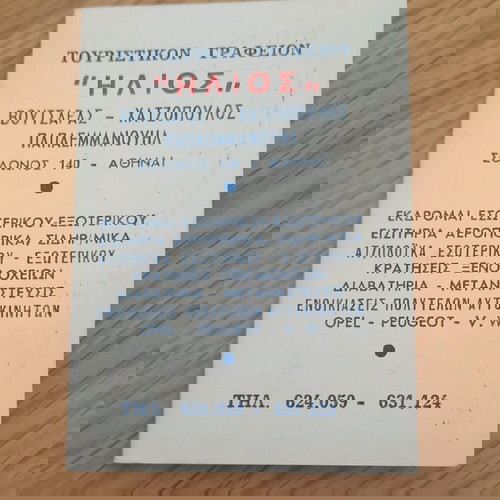 ΤΟΥΡΙΣΤΙΚΟΝ ΓΡΑΦΕΙΟΝ
"ΗΛΙΟΣ"
ΧΑΤΖΟΠΟΥΛΟΣ
ΠΑΠΑΕΜΜΑΝΟΥΗΛ
ΣΟΛΩΝΟΣ 140 - ΑΘΗΝΑΙ
ΕΚΔΡΟΜΑΙ ΕΣΩΤΕΡΙΚΟΥ-ΕΞΩΤΕΡΙΚΟΥ
ΕΙΣΙΤΗΡΙΑ ΑΕΡΟΠΟΡΙΚΑ ΣΙΔΗΡ/ΜΙΚΑ
ΑΤΜΟΠΛΟΪΚΑ ΕΣΩΤΕΡΙΚΟΥ - ΕΞΩΤΕΡΙΚΟΥ
ΚΡΑΤΗΣΕΙΣ ΞΕΝΟΔΟΧΕΙΩΝ
ΔΙΑΒΑΤΗΡΙΑ - ΜΕΤΑΝΑΣΤΕΥΣΙΣ
ΕΝΟΙΚΙΑΣΕΙΣ ΠΟΛΥΤΕΛΩΝ ΑΥΤΟΚΙΝΗΤΩΝ
OPEL - PEUGEOT - V. W
ΤΗΛ. 624.059 - 631.124